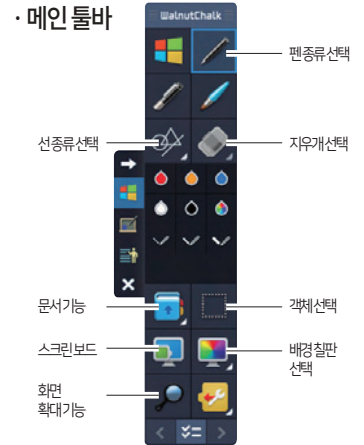 · 메인 툴바
WalnutChalk
펜종류선택
선종류선택
지우개선택
문서기능
객체선택
스크린보드
배경칠판
선택
화면
확대기능